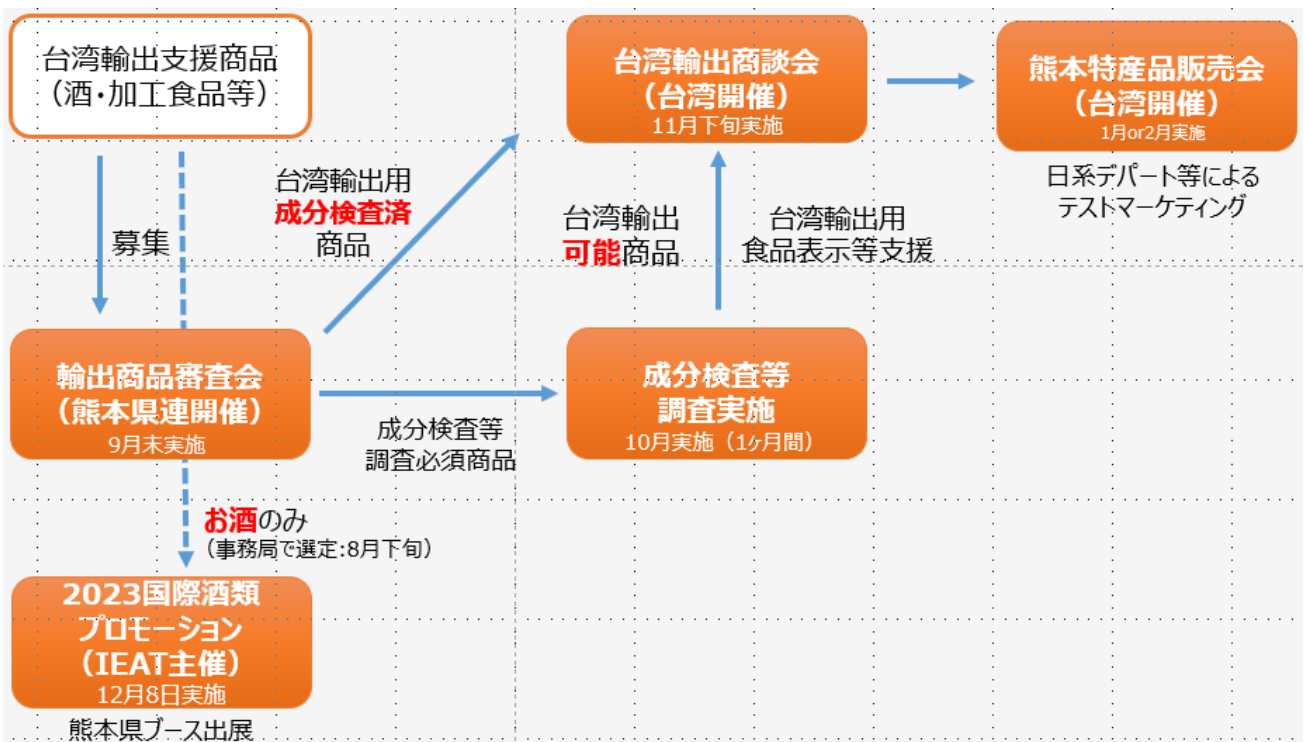 台湾輸出支援商品
（酒・加工食品等）
募集
台湾輸出用
成分検査済
商品
台湾輸出商談会
（台湾開催）
11月下旬実施
熊本特産品販売会
（台湾開催）
1月or2月実施
日系デパート等による
テストマーケティング
台湾輸出
可能商品
台湾輸出用
食品表示等支援
輸出商品審査会
（熊本県連開催）
9月末実施
成分検査等
調査必須商品
成分検査等
調査実施
10月実施（1ヶ月間）
お酒のみ
（事務局で選定:8月下旬）
2023国際酒類
プロモーション
（IEAT主催）
12月8日実施
熊本県ブース出展